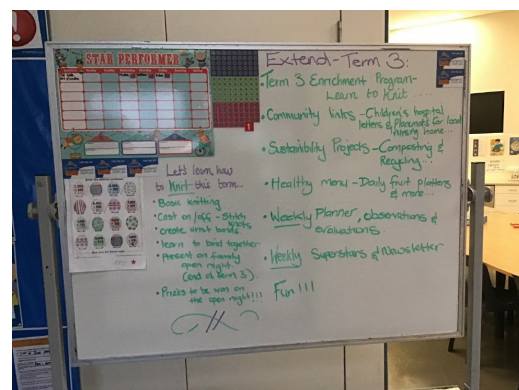 STAR PERFORMER
1
Let's learn how
to Knit this term...
• Basic knitting
• Cast on/off - Stitch
knots
• create wrist bands
• learn to bind together
• Present on family
open night.
(end of Term 3).
• Prizes to be won on
the open night!!!
Extend-Term 3:
• Term 3 Enrichment Program-
Learn to Knit ....
• Community links - Children's hospital
letters & Placemats for local
nursing home...
• Sustainability Projects - Composting &
Recycling...
• Healthy menu - Daily fruit platters
& more...
• Weekly Planner, observations &
evaluations.
• Weekly Superstars & Newsletter
Fun!!!